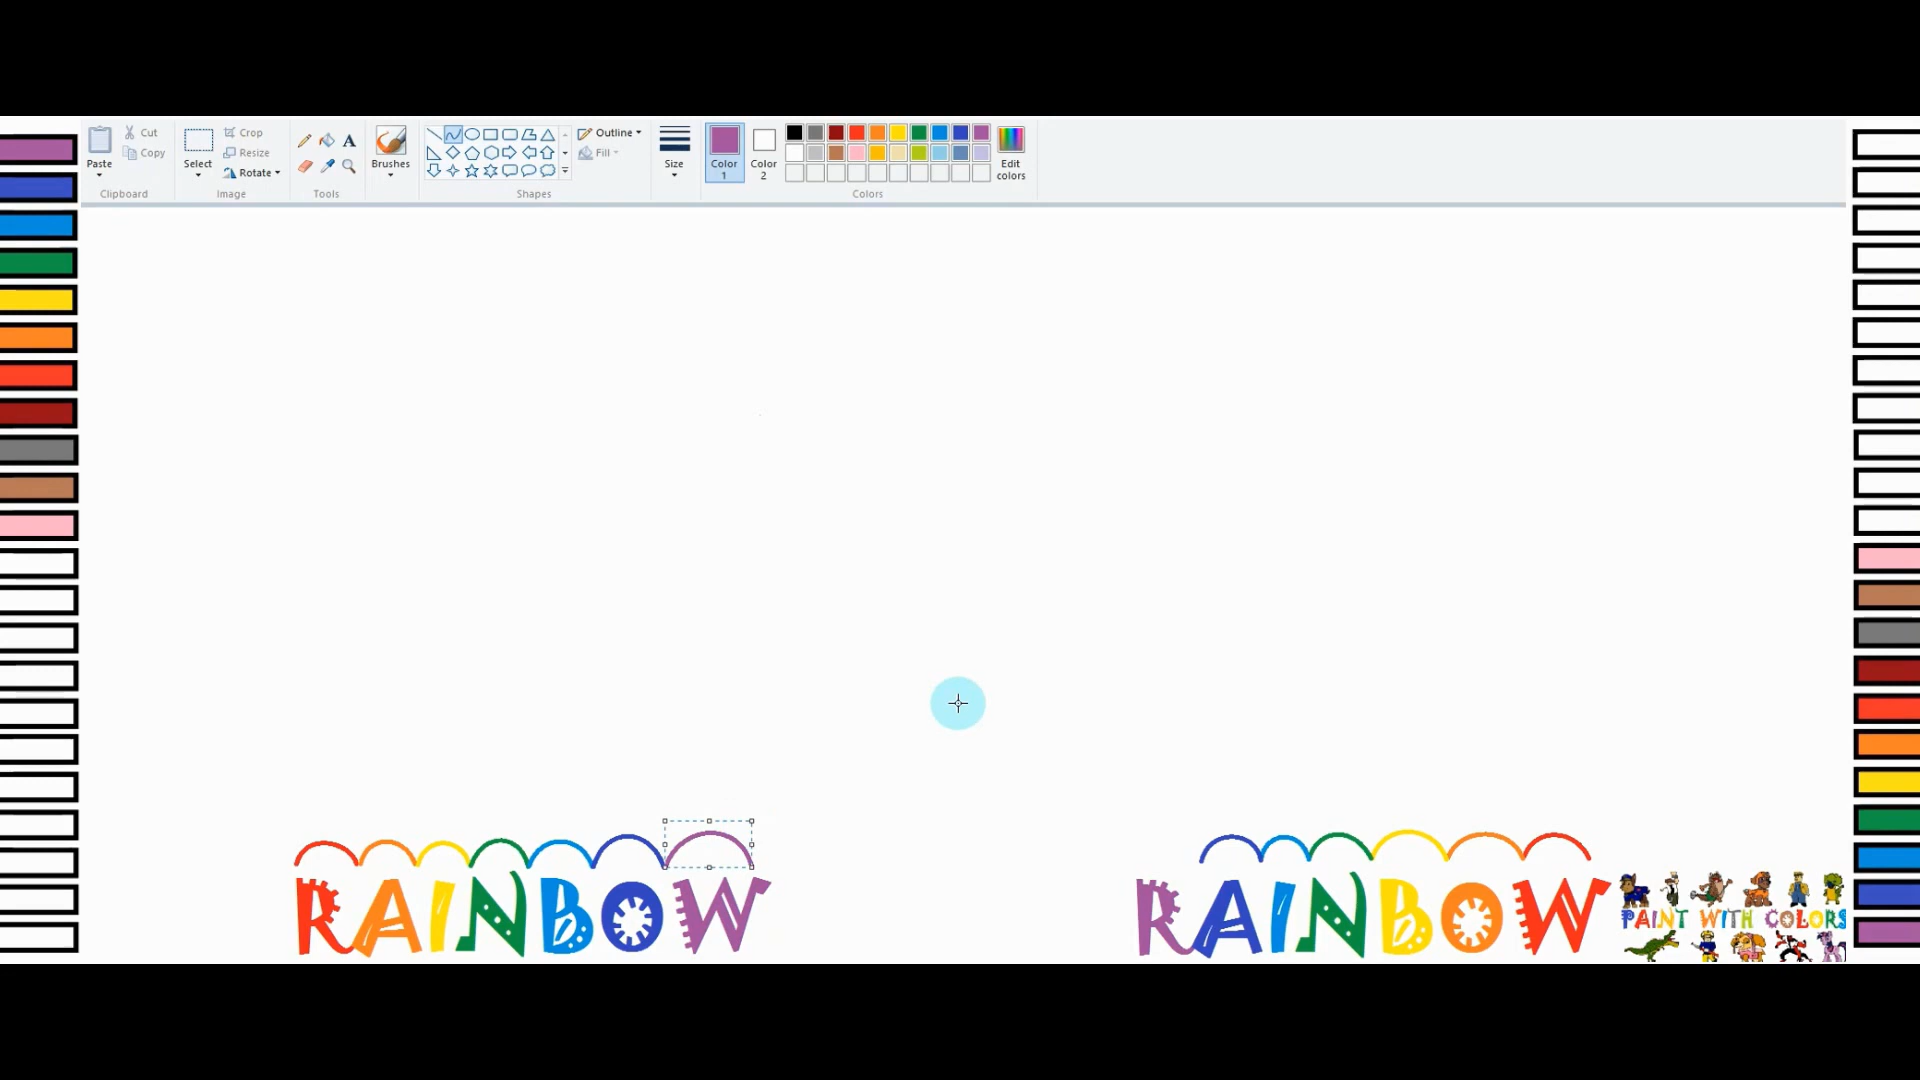 Paste
Cut
Copy
Clipboard
Select
Crop
Resize
Rotate
Image
A
Tools
Brushes
Outline
Fill
Shapes
Size
Color 1
Color 2
Edit colors
Colors
RAINBOW
RAINBOW
PAINT WITH COLORS